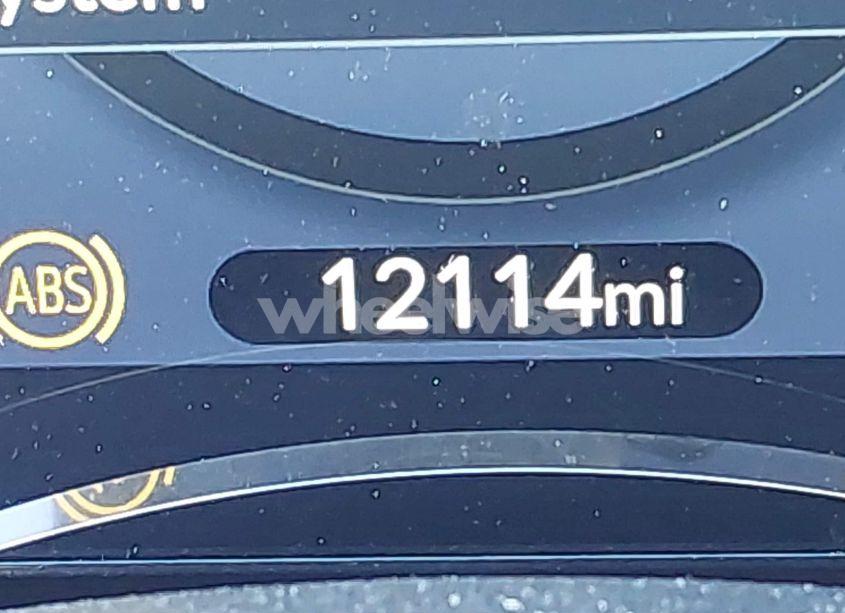 ystem
ABS
12114mi
wheelwise